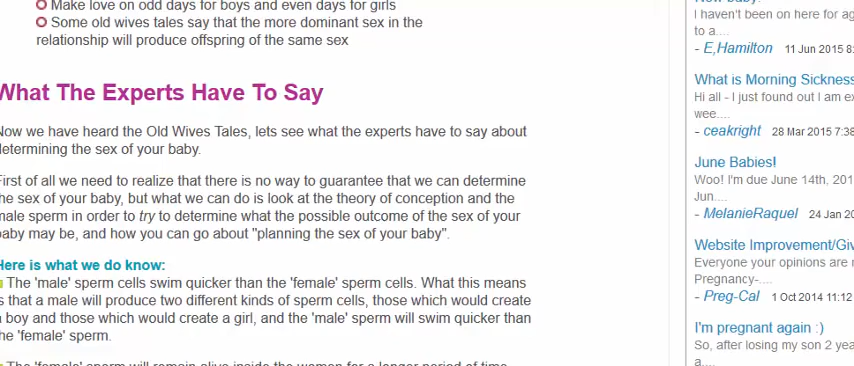 Make love on odd days for boys and even days for girls
Some old wives tales say that the more dominant sex in the
relationship will produce offspring of the same sex
What The Experts Have To Say
Now we have heard the Old Wives Tales, lets see what the experts have to say about
determining the sex of your baby.
First of all we need to realize that there is no way to guarantee that we can determine
the sex of your baby, but what we can do is look at the theory of conception and the
male sperm in order to try to determine what the possible outcome of the sex of your
baby may be, and how you can go about "planning the sex of your baby".
Here is what we do know:
The 'male' sperm cells swim quicker than the 'female' sperm cells. What this means
is that a male will produce two different kinds of sperm cells, those which would create
a boy and those which would create a girl, and the 'male' sperm will swim quicker than
the 'female' sperm.
The 'female' sperm will remain alive inside the woman for a longer period of time
New baby!
I haven't been on here for ag
to a....
- E,Hamilton 11 Jun 2015 8:
What is Morning Sickness
Hi all - I just found out I am ex
wee....
- ceakright 28 Mar 2015 7:38
June Babies!
Woo! I'm due June 14th, 201
Jun....
- MelanieRaquel 24 Jan 20
Website Improvement/Giv
Everyone your opinions are r
Pregnancy-....
- Preg-Cal 1 Oct 2014 11:12
I'm pregnant again :)
So, after losing my son 2 yea
a....